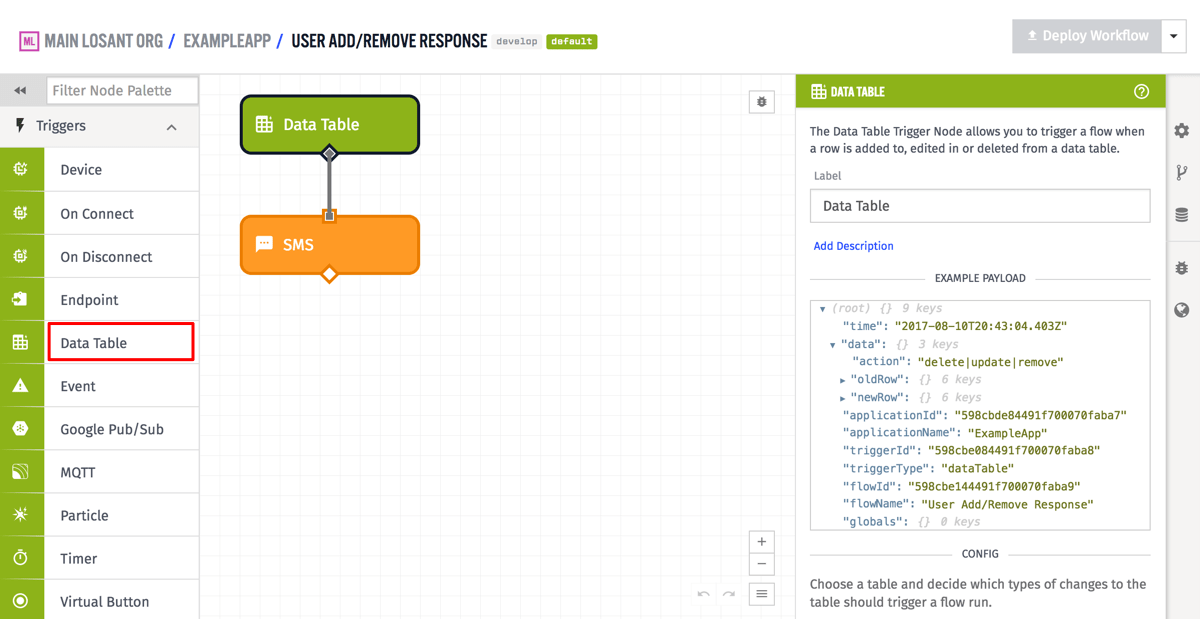 ML MAIN LOSANT ORG / EXAMPLEAPP / USER ADD/REMOVE RESPONSE develop default
Deploy Workflow
Filter Node Palette
Triggers
Device
On Connect
On Disconnect
Endpoint
Data Table
Event
Google Pub/Sub
MQTT
Particle
Timer
Virtual Button
Data Table
SMS
DATA TABLE
The Data Table Trigger Node allows you to trigger a flow when
a row is added to, edited in or deleted from a data table.
Label
Data Table
Add Description
EXAMPLE PAYLOAD
(root) {} 9 keys
"time": "2017-08-10T20:43:04.403Z"
"data": {} 3 keys
"action": "delete|update|remove"
"oldRow": {} 6 keys
"newRow": {} 6 keys
"applicationId": "598cbde84491f700070faba7"
"applicationName": "ExampleApp"
"triggerId": "598cbe084491f700070faba8"
"triggerType": "dataTable"
"flowId": "598cbe144491f700070faba9"
"flowName": "User Add/Remove Response"
"globals": {} 0 keys
CONFIG
Choose a table and decide which types of changes to the
table should trigger a flow run.